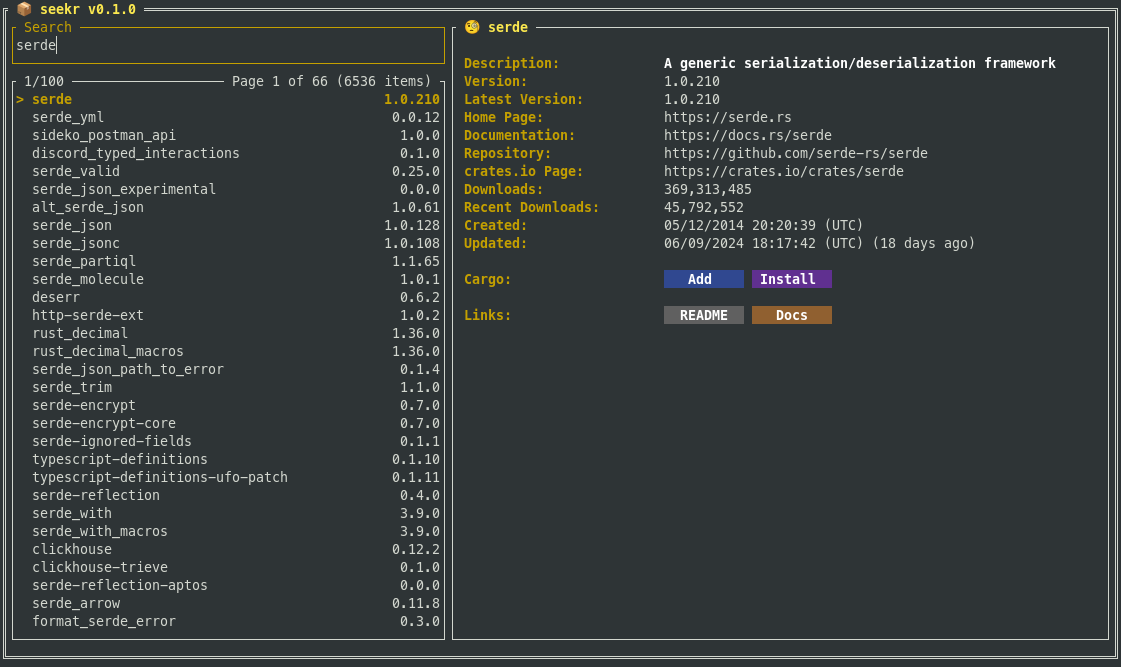 📦 seekr v0.1.0
Search
serde
1/100 Page 1 of 66 (6536 items)
> serde 1.0.210
serde_yml 0.0.12
sideko_postman_api 1.0.0
discord_typed_interactions 0.1.0
serde_valid 0.25.0
serde_json_experimental 0.0.0
alt_serde_json 1.0.61
serde_json 1.0.128
serde_jsonc 1.0.108
serde_partiql 1.1.65
serde_molecule 1.0.1
deserr 0.6.2
http-serde-ext 1.0.2
rust_decimal 1.36.0
rust_decimal_macros 1.36.0
serde_json_path_to_error 0.1.4
serde_trim 1.1.0
serde-encrypt 0.7.0
serde-encrypt-core 0.7.0
serde-ignored-fields 0.1.1
typescript-definitions 0.1.10
typescript-definitions-ufo-patch 0.1.11
serde-reflection 0.4.0
serde_with 3.9.0
serde_with_macros 3.9.0
clickhouse 0.12.2
clickhouse-trieve 0.1.0
serde-reflection-aptos 0.0.0
serde_arrow 0.11.8
format_serde_error 0.3.0
🧐 serde
Description: A generic serialization/deserialization framework
Version: 1.0.210
Latest Version: 1.0.210
Home Page: https://serde.rs
Documentation: https://docs.rs/serde
Repository: https://github.com/serde-rs/serde
crates.io Page: https://crates.io/crates/serde
Downloads: 369,313,485
Recent Downloads: 45,792,552
Created: 05/12/2014 20:20:39 (UTC)
Updated: 06/09/2024 18:17:42 (UTC) (18 days ago)
Cargo: Add Install
Links: README Docs